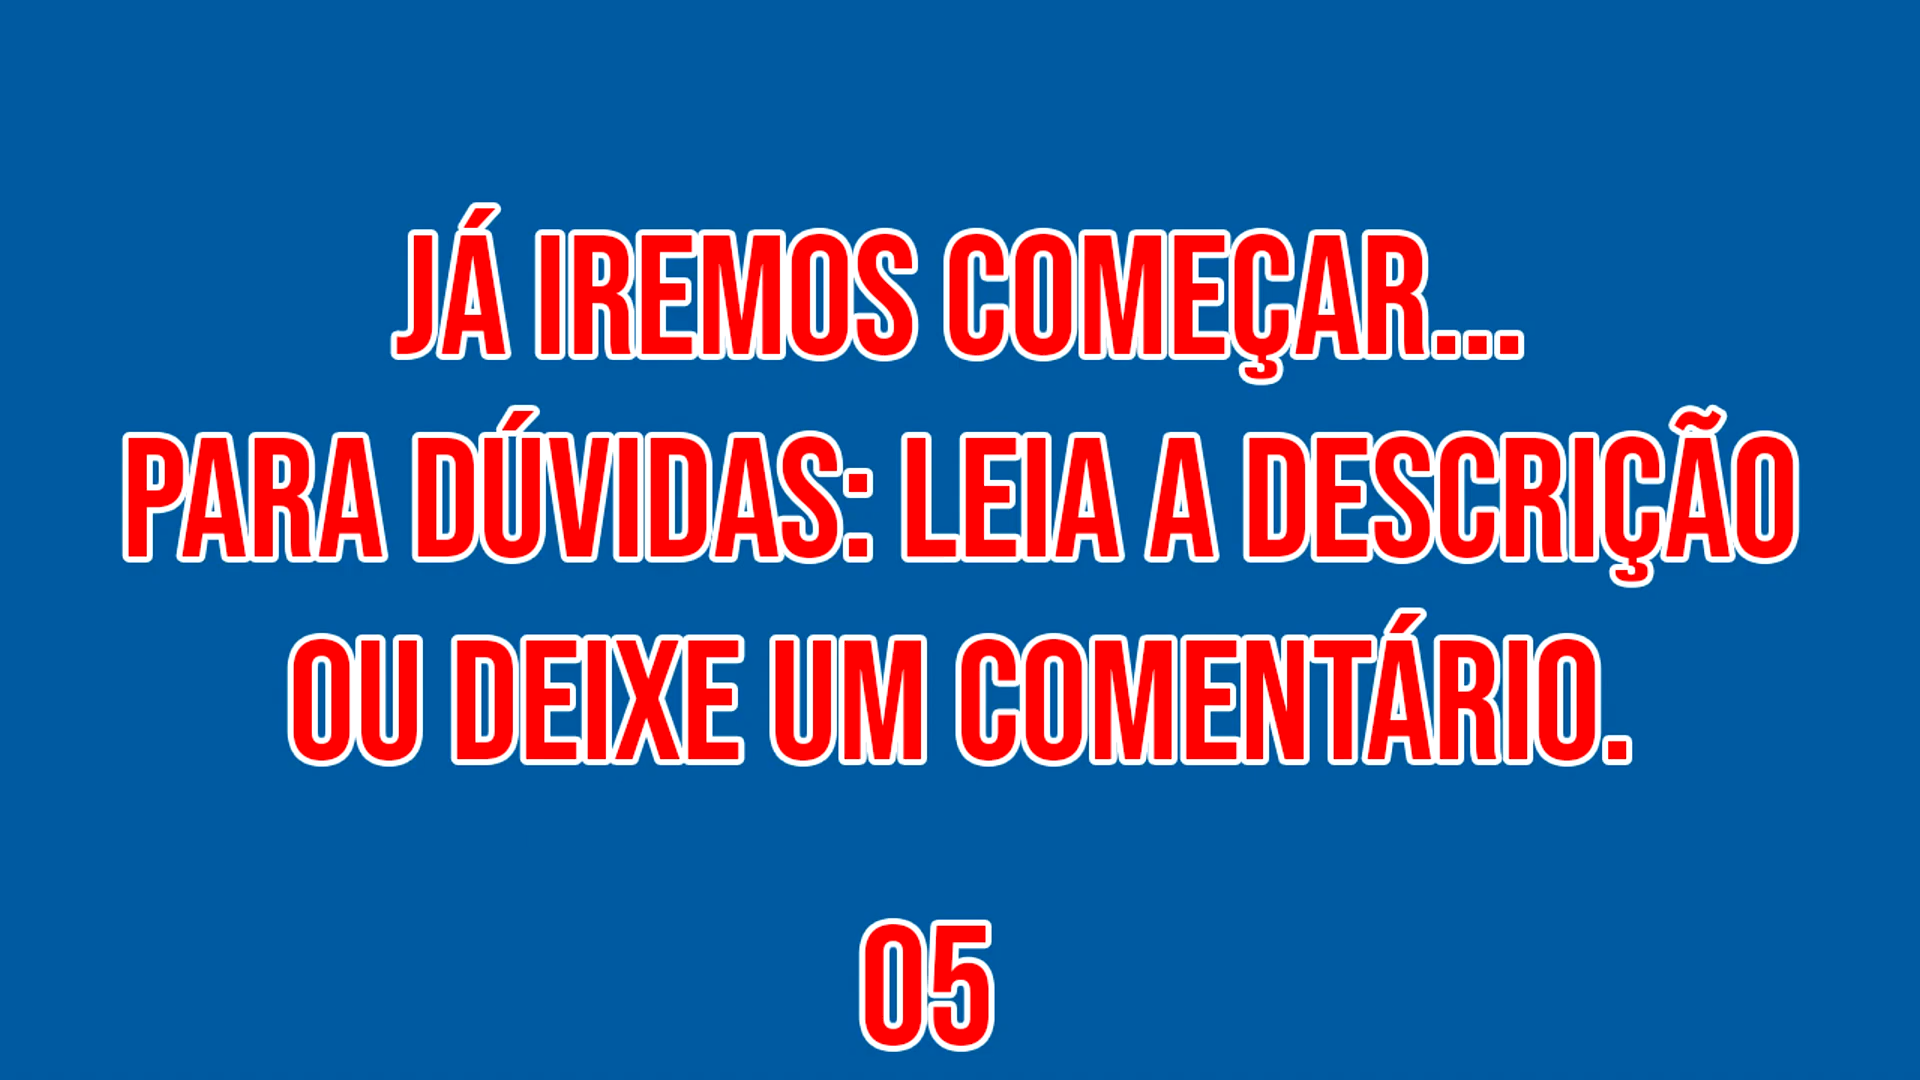 JÁ IREMOS COMEÇAR...
PARA DÚVIDAS: LEIA A DESCRIÇÃO
OU DEIXE UM COMENTÁRIO.
05